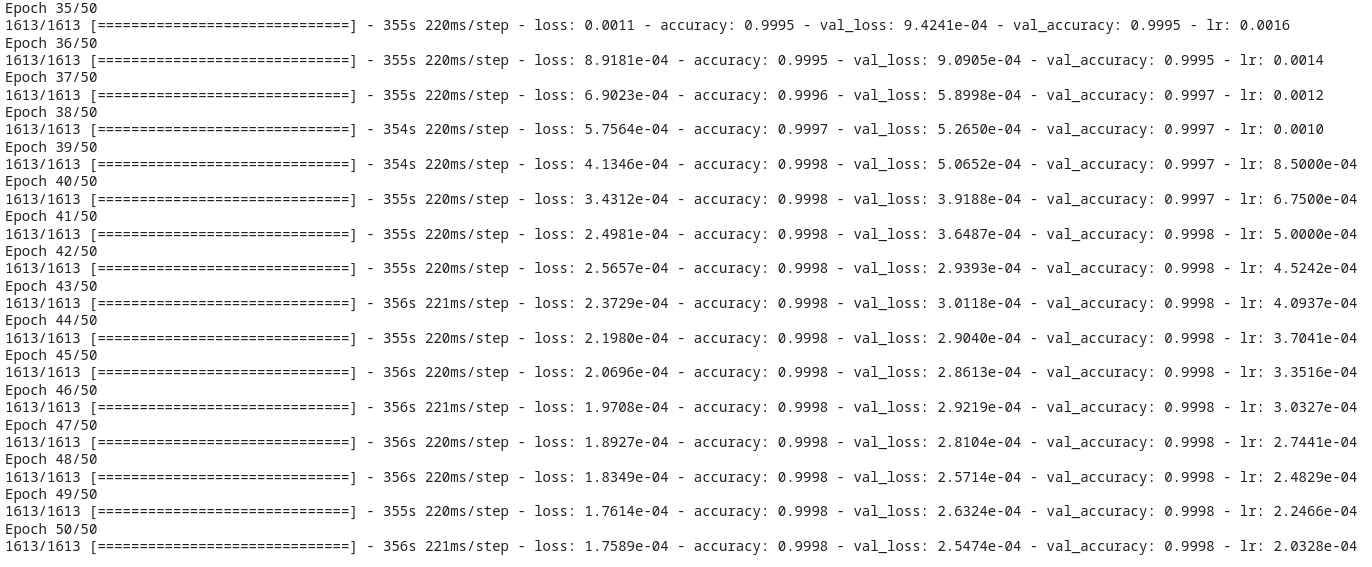 Epoch 35/50
1613/1613 [==============================] - 355s 220ms/step - loss: 0.0011 - accuracy: 0.9995 - val_loss: 9.4241e-04 - val_accuracy: 0.9995 - lr: 0.0016
Epoch 36/50
1613/1613 [==============================] - 355s 220ms/step - loss: 8.9181e-04 - accuracy: 0.9995 - val_loss: 9.0905e-04 - val_accuracy: 0.9995 - lr: 0.0014
Epoch 37/50
1613/1613 [==============================] - 355s 220ms/step - loss: 6.9023e-04 - accuracy: 0.9996 - val_loss: 5.8998e-04 - val_accuracy: 0.9997 - lr: 0.0012
Epoch 38/50
1613/1613 [==============================] - 354s 220ms/step - loss: 5.7564e-04 - accuracy: 0.9997 - val_loss: 5.2650e-04 - val_accuracy: 0.9997 - lr: 0.0010
Epoch 39/50
1613/1613 [==============================] - 354s 220ms/step - loss: 4.1346e-04 - accuracy: 0.9998 - val_loss: 5.0652e-04 - val_accuracy: 0.9997 - lr: 8.5000e-04
Epoch 40/50
1613/1613 [==============================] - 355s 220ms/step - loss: 3.4312e-04 - accuracy: 0.9998 - val_loss: 3.9188e-04 - val_accuracy: 0.9997 - lr: 6.7500e-04
Epoch 41/50
1613/1613 [==============================] - 355s 220ms/step - loss: 2.4981e-04 - accuracy: 0.9998 - val_loss: 3.6487e-04 - val_accuracy: 0.9998 - lr: 5.0000e-04
Epoch 42/50
1613/1613 [==============================] - 355s 220ms/step - loss: 2.5657e-04 - accuracy: 0.9998 - val_loss: 2.9393e-04 - val_accuracy: 0.9998 - lr: 4.5242e-04
Epoch 43/50
1613/1613 [==============================] - 356s 221ms/step - loss: 2.3729e-04 - accuracy: 0.9998 - val_loss: 3.0118e-04 - val_accuracy: 0.9998 - lr: 4.0937e-04
Epoch 44/50
1613/1613 [==============================] - 355s 220ms/step - loss: 2.1980e-04 - accuracy: 0.9998 - val_loss: 2.9040e-04 - val_accuracy: 0.9998 - lr: 3.7041e-04
Epoch 45/50
1613/1613 [==============================] - 356s 220ms/step - loss: 2.0696e-04 - accuracy: 0.9998 - val_loss: 2.8613e-04 - val_accuracy: 0.9998 - lr: 3.3516e-04
Epoch 46/50
1613/1613 [==============================] - 356s 221ms/step - loss: 1.9708e-04 - accuracy: 0.9998 - val_loss: 2.9219e-04 - val_accuracy: 0.9998 - lr: 3.0327e-04
Epoch 47/50
1613/1613 [==============================] - 356s 220ms/step - loss: 1.8927e-04 - accuracy: 0.9998 - val_loss: 2.8104e-04 - val_accuracy: 0.9998 - lr: 2.7441e-04
Epoch 48/50
1613/1613 [==============================] - 356s 220ms/step - loss: 1.8349e-04 - accuracy: 0.9998 - val_loss: 2.5714e-04 - val_accuracy: 0.9998 - lr: 2.4829e-04
Epoch 49/50
1613/1613 [==============================] - 355s 220ms/step - loss: 1.7614e-04 - accuracy: 0.9998 - val_loss: 2.6324e-04 - val_accuracy: 0.9998 - lr: 2.2466e-04
Epoch 50/50
1613/1613 [==============================] - 356s 221ms/step - loss: 1.7589e-04 - accuracy: 0.9998 - val_loss: 2.5474e-04 - val_accuracy: 0.9998 - lr: 2.0328e-04